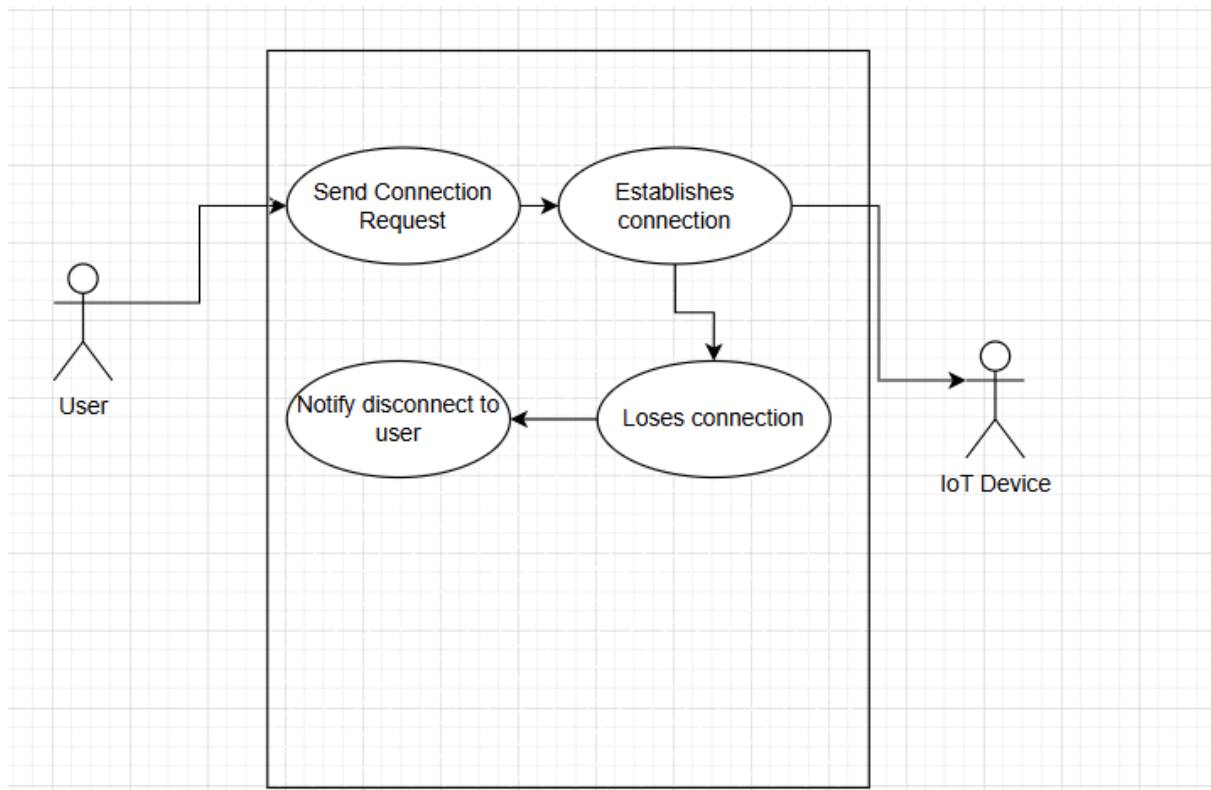 Send Connection
Request
Establishes
connection
User
Notify disconnect to
user
Loses connection
IoT Device